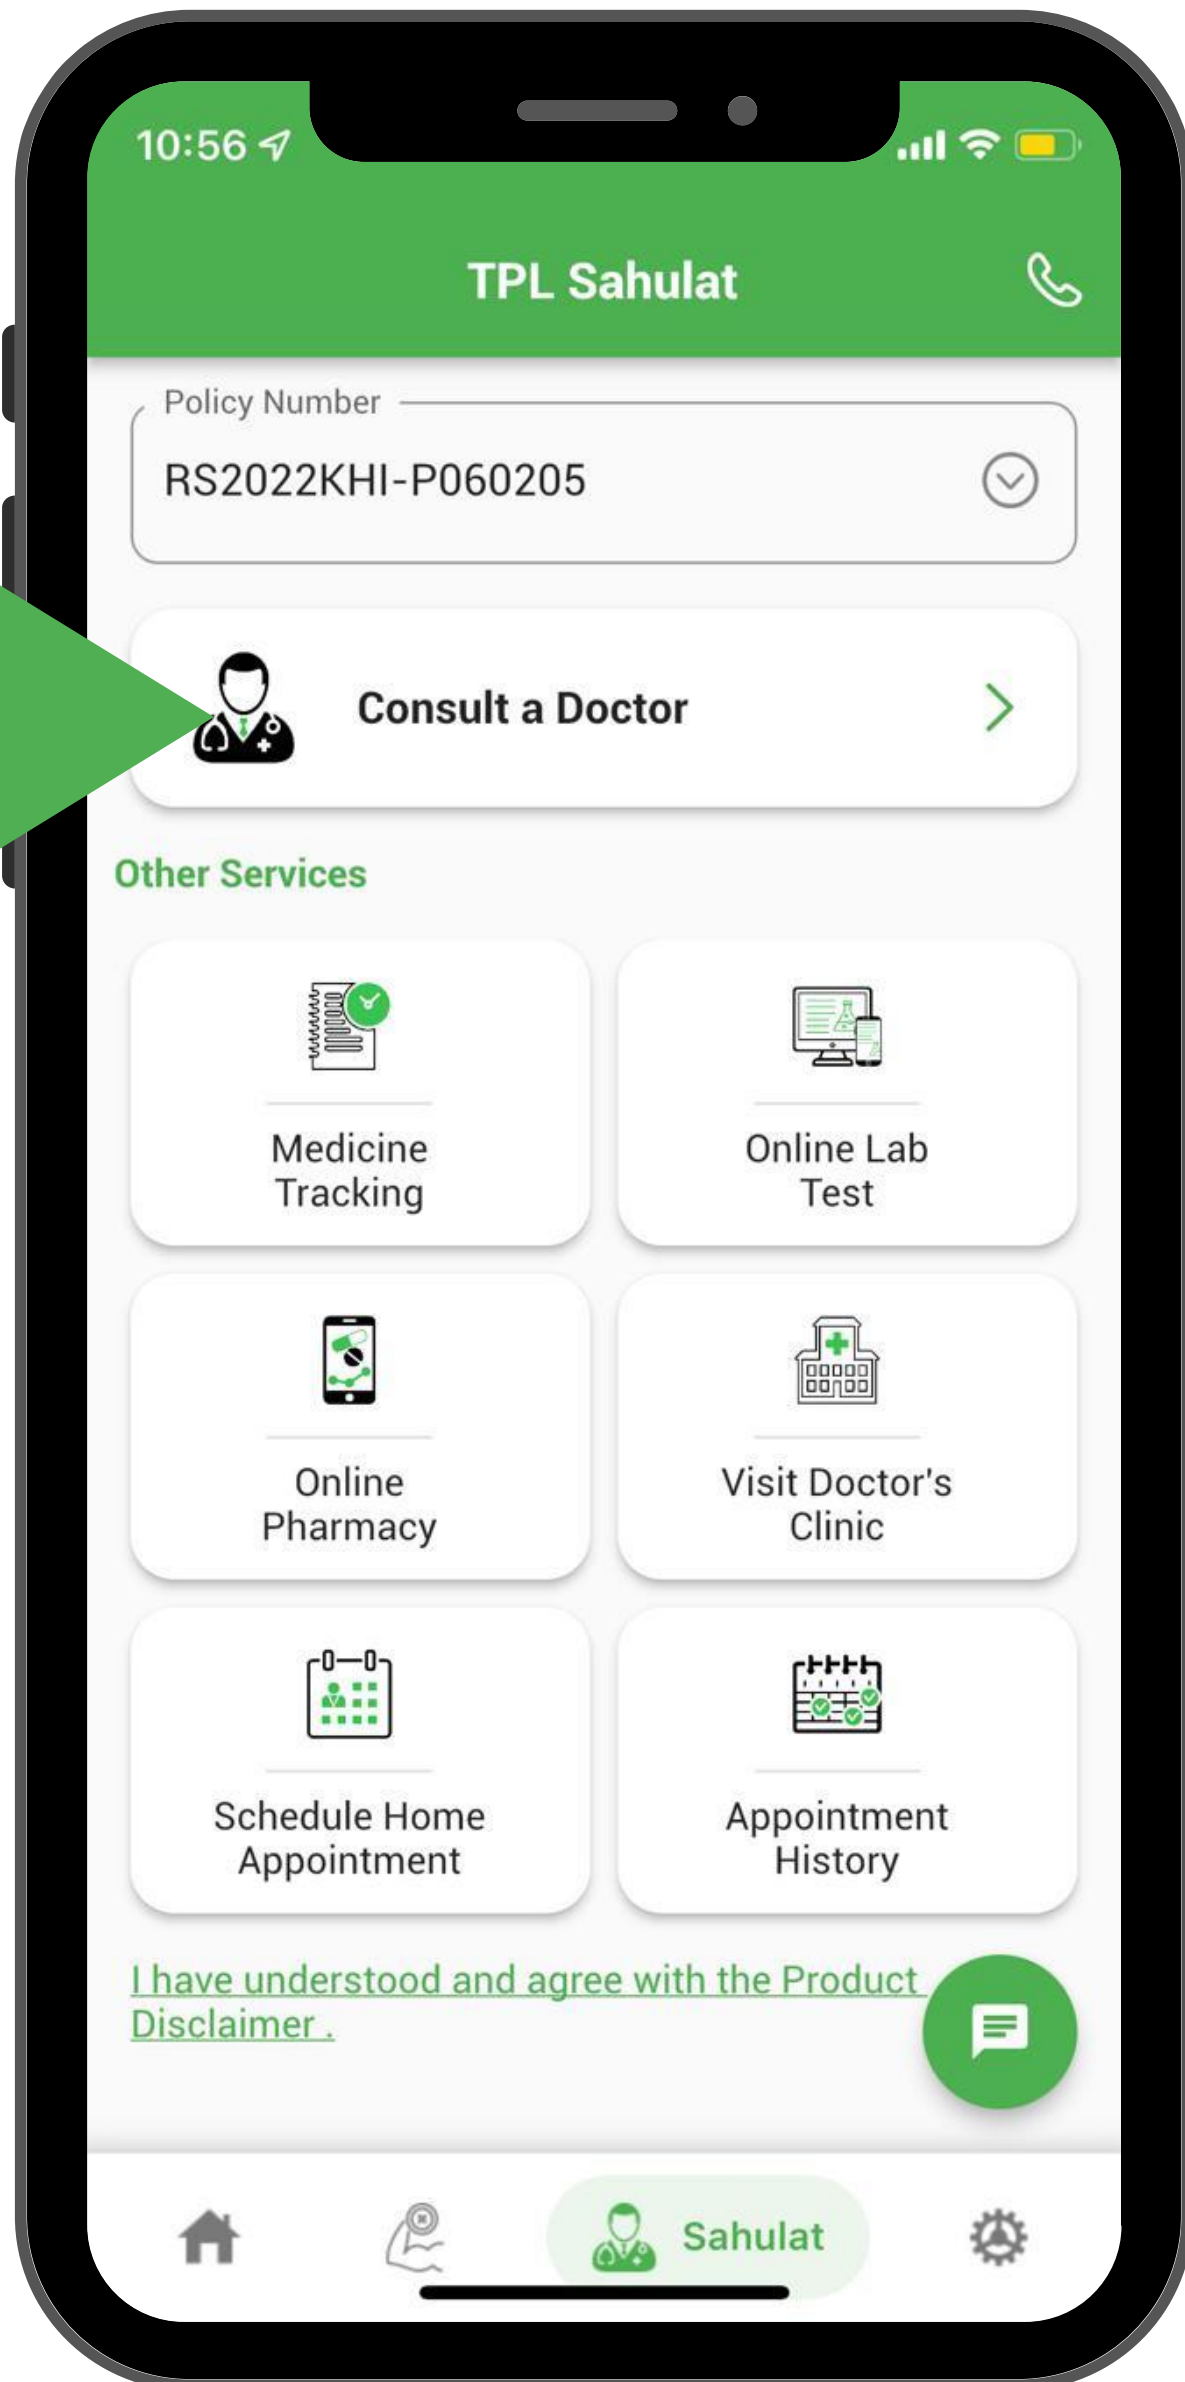 10:56
TPL Sahulat
Policy Number
RS2022KHI-P060205
Consult a Doctor
Other Services
Medicine
Tracking
Online Lab
Test
Online
Pharmacy
Visit Doctor's
Clinic
Schedule Home
Appointment
Appointment
History
I have understood and agree with the Product
Disclaimer .
Sahulat